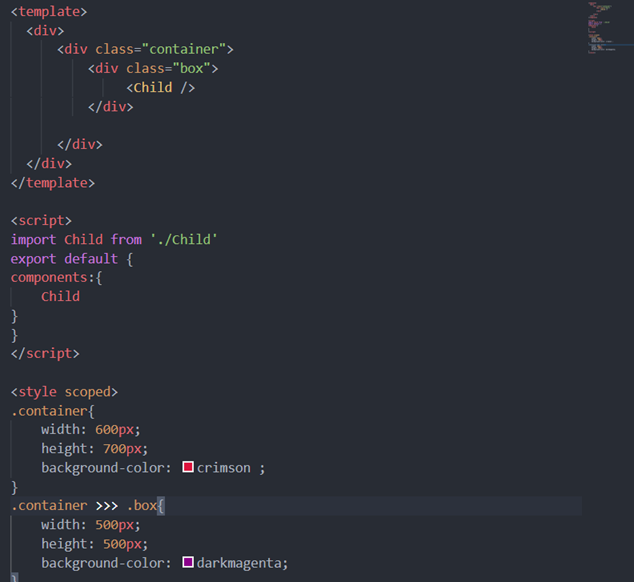 <template>
  <div>
      <div class="container">
          <div class="box">
               <Child />
          </div>

      </div>
  </div>
</template>

<script>
import Child from './Child'
export default {
components:{
    Child
}
}
</script>

<style scoped>
.container{
    width: 600px;
    height: 700px;
    background-color: crimson ;
}
.container >>> .box{
    width: 500px;
    height: 500px;
    background-color: darkmagenta;
}